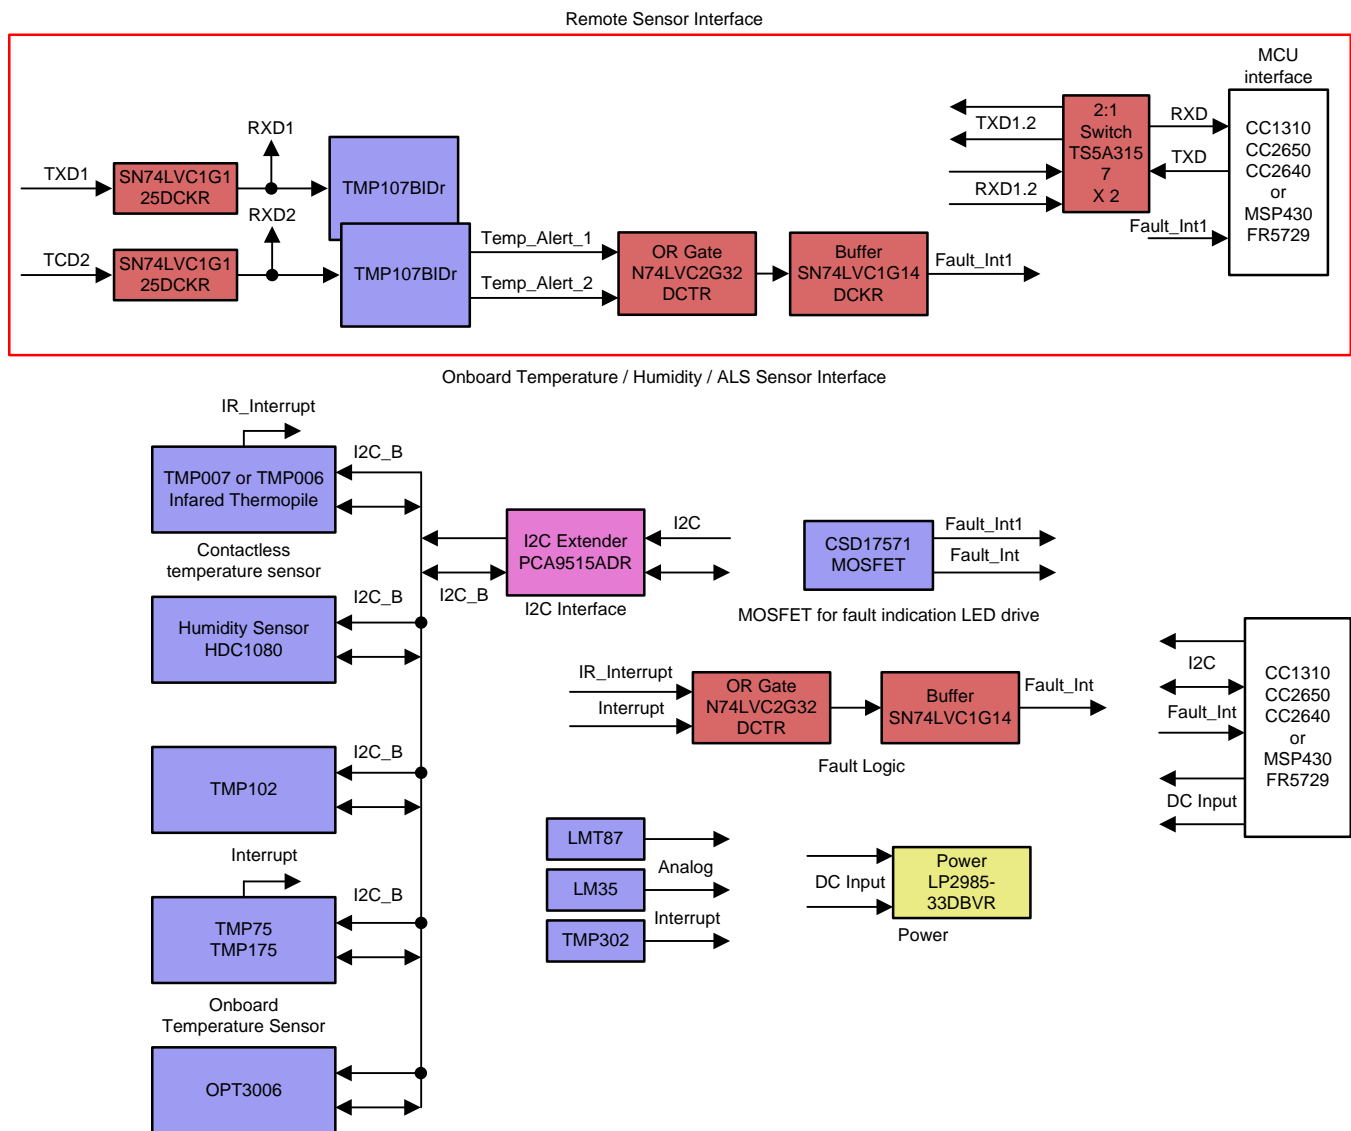 Remote Sensor Interface
MCU
interface
TXD1
SN74LVC1G1
25DCKR
RXD1
TMP107BIDr
TCD2
SN74LVC1G1
25DCKR
RXD2
TMP107BIDr
Temp_Alert_1
Temp_Alert_2
OR Gate
N74LVC2G32
DCTR
Buffer
SN74LVC1G14
DCKR
Fault_Int1
TXD1.2
RXD1.2
2:1
Switch
TS5A315
7
X 2
RXD
TXD
Fault_Int1
CC1310
CC2650
CC2640
or
MSP430
FR5729
Onboard Temperature / Humidity / ALS Sensor Interface
IR_Interrupt
TMP007 or TMP006
Infared Thermopile
I2C_B
Contactless
temperature sensor
Humidity Sensor
HDC1080
I2C_B
TMP102
I2C_B
Interrupt
TMP75
TMP175
I2C_B
Onboard
Temperature Sensor
OPT3006
I2C_B
I2C Extender
PCA9515ADR
I2C
I2C Interface
CSD17571
MOSFET
Fault_Int1
Fault_Int
MOSFET for fault indication LED drive
IR_Interrupt
Interrupt
OR Gate
N74LVC2G32
DCTR
Buffer
SN74LVC1G14
Fault_Int
Fault Logic
LMT87
Analog
LM35
Interrupt
TMP302
DC Input
Power
LP2985-
33DBVR
Power
I2C
Fault_Int
DC Input
CC1310
CC2650
CC2640
or
MSP430
FR5729